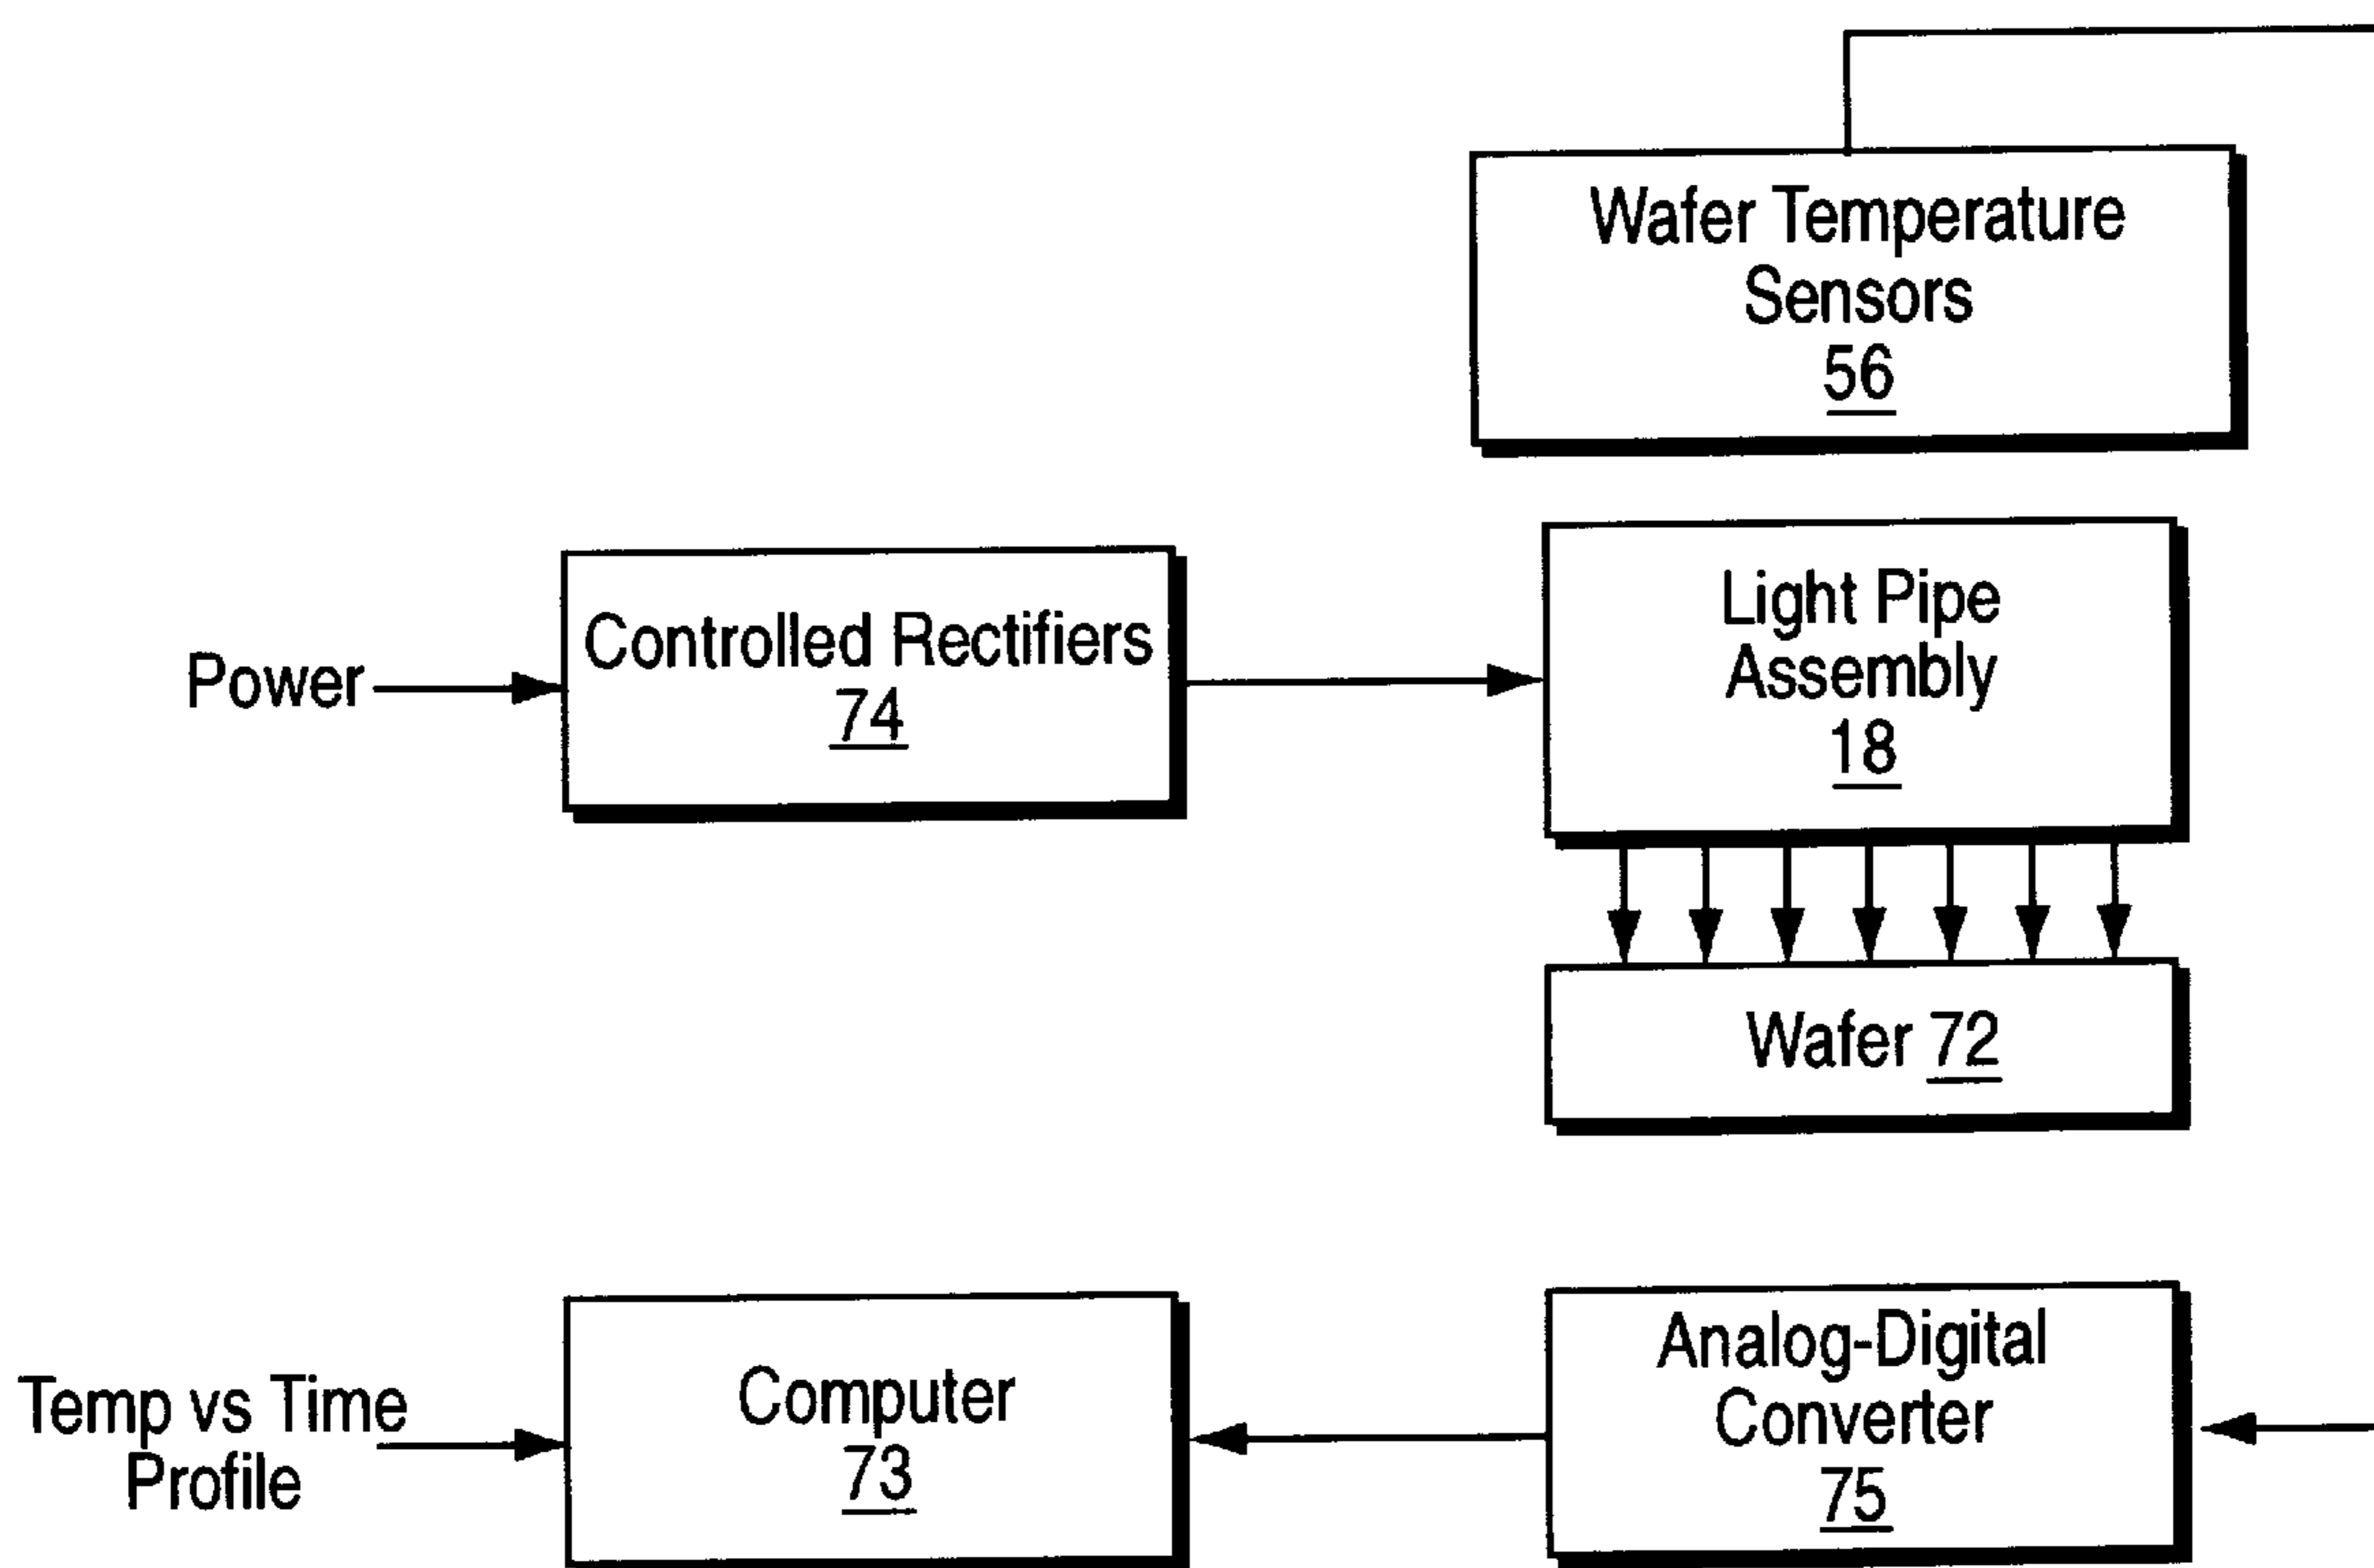 Wafer Temperature
Sensors
56
Power
Controlled Rectifiers
74
Light Pipe
Assembly
18
Wafer 72
Temp vs Time
Profile
Computer
73
Analog-Digital
Converter
75